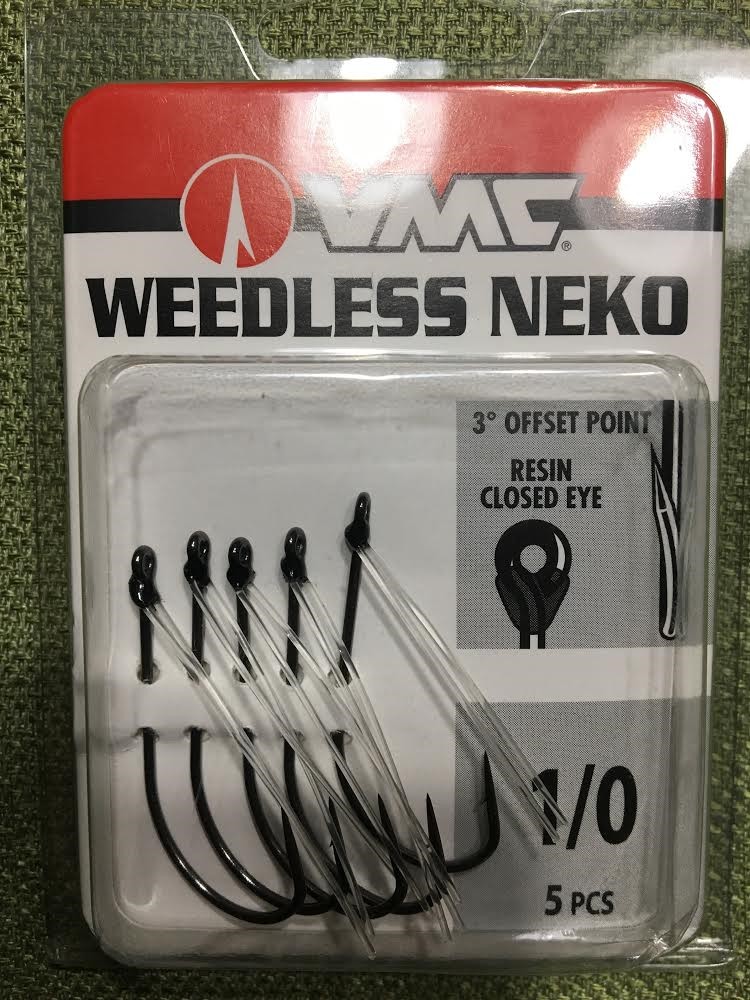 VMC®
WEEDLESS NEKO
3° OFFSET POINT
RESIN
CLOSED EYE
1/0
5 PCS